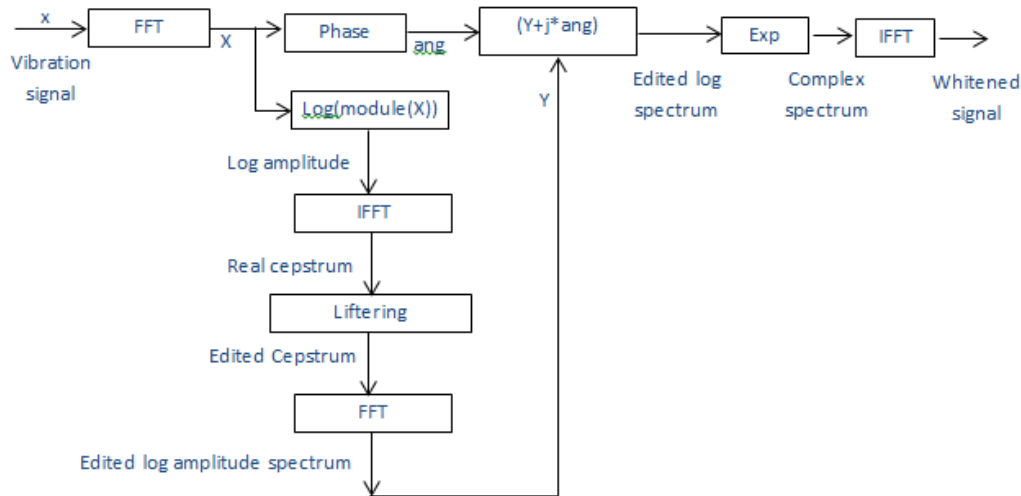 x
FFT
X
Phase
ang
(Y+j*ang)
Exp
IFFT
Vibration
signal
Edited log
spectrum
Complex
spectrum
Whitened
signal
Y
Log(module(X))
Log amplitude
IFFT
Real cepstrum
Liftering
Edited Cepstrum
FFT
Edited log amplitude spectrum